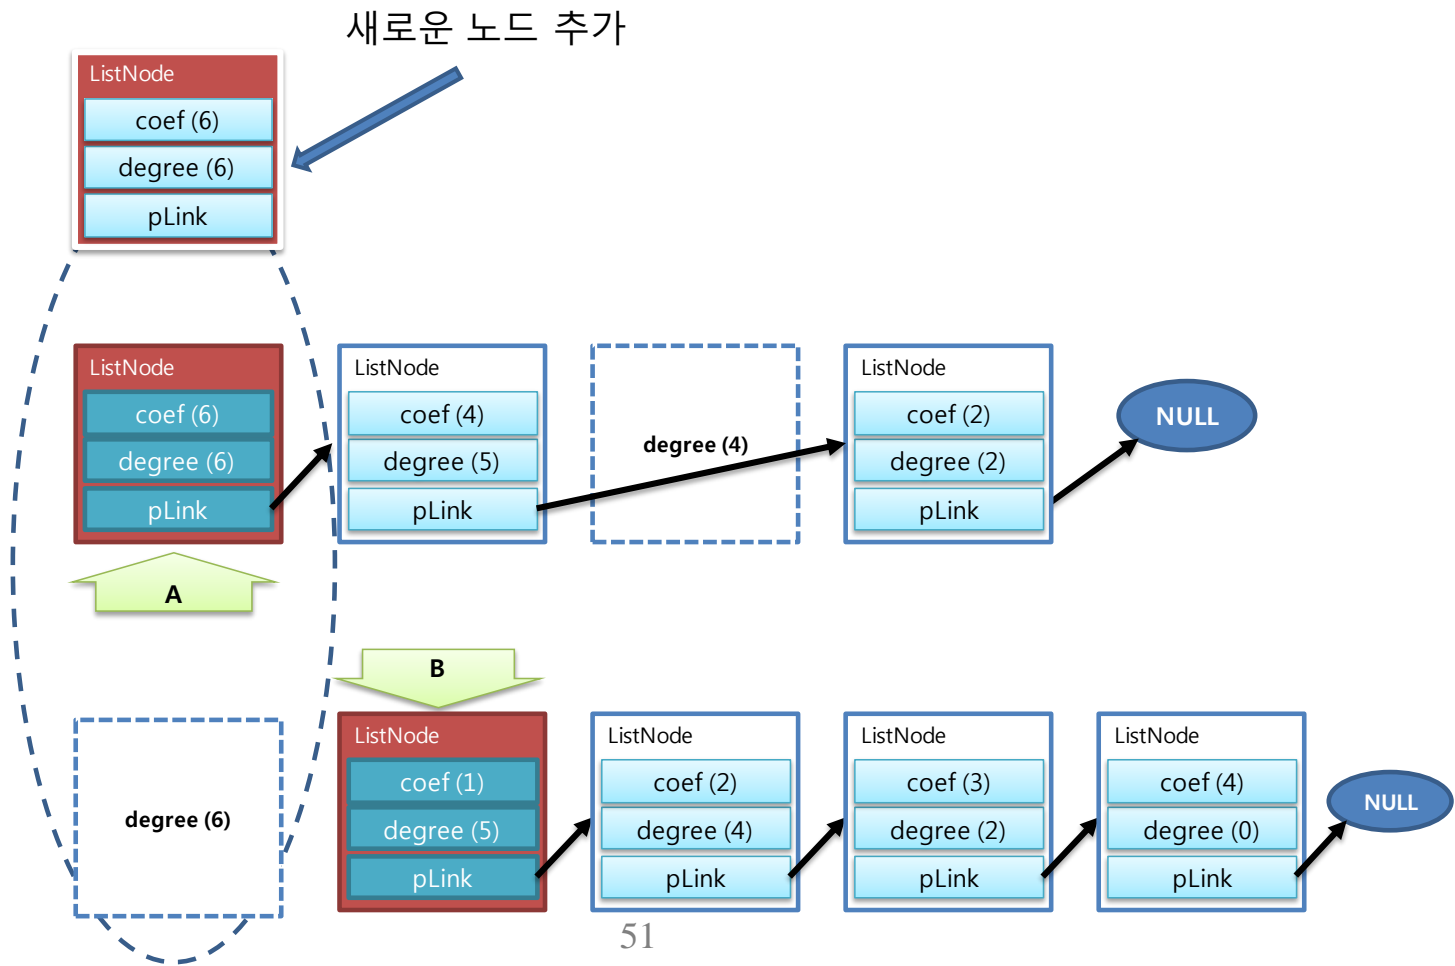 새로운 노드 추가
ListNode
coef (6)
degree (6)
pLink
ListNode
coef (6)
degree (6)
pLink
ListNode
coef (4)
degree (5)
pLink
degree (4)
ListNode
coef (2)
degree (2)
pLink
NULL
A
B
degree (6)
ListNode
coef (1)
degree (5)
pLink
ListNode
coef (2)
degree (4)
pLink
ListNode
coef (3)
degree (2)
pLink
ListNode
coef (4)
degree (0)
pLink
NULL
51